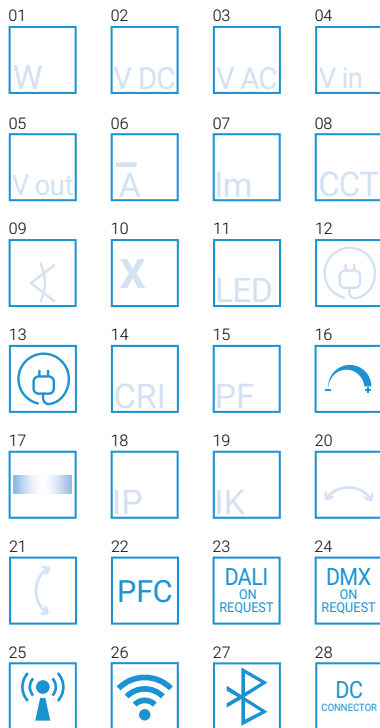 01 02 03 04
W V DC V AC V in
05 06 07 08
V out A lm CCT
09 10 11 12
X LED
13 14 15 16
CRI PF
- +
17 18 19 20
IP IK
21 22 23 24
PFC DALI ON REQUEST DMX ON REQUEST
25 26 27 28
DC CONNECTOR